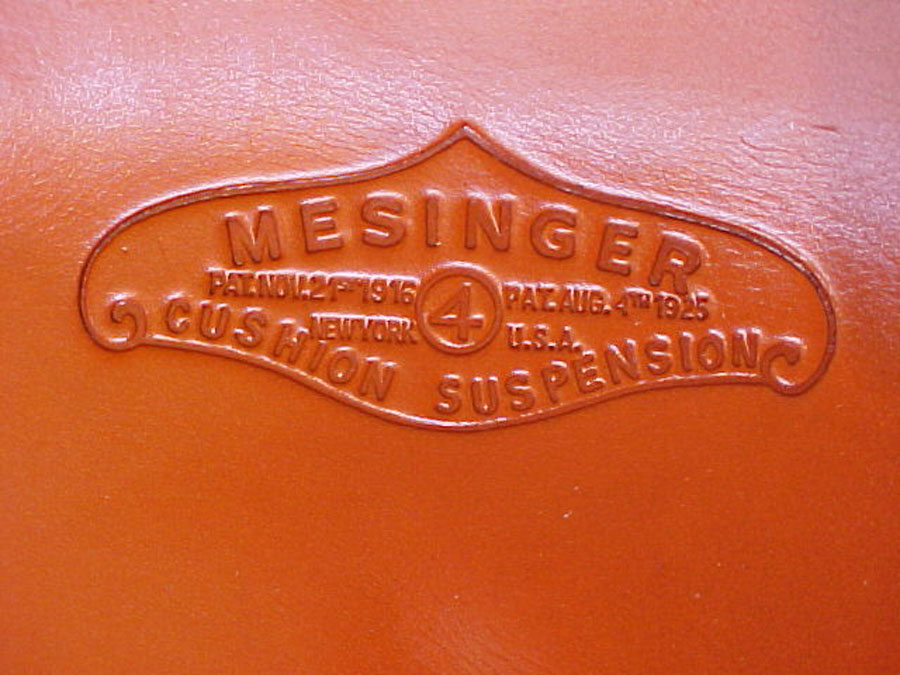 MESINGER
PAT. NOV. 21ST 1916 4 PAT. AUG. 4TH 1925
NEW YORK U.S.A.
CUSHION SUSPENSION